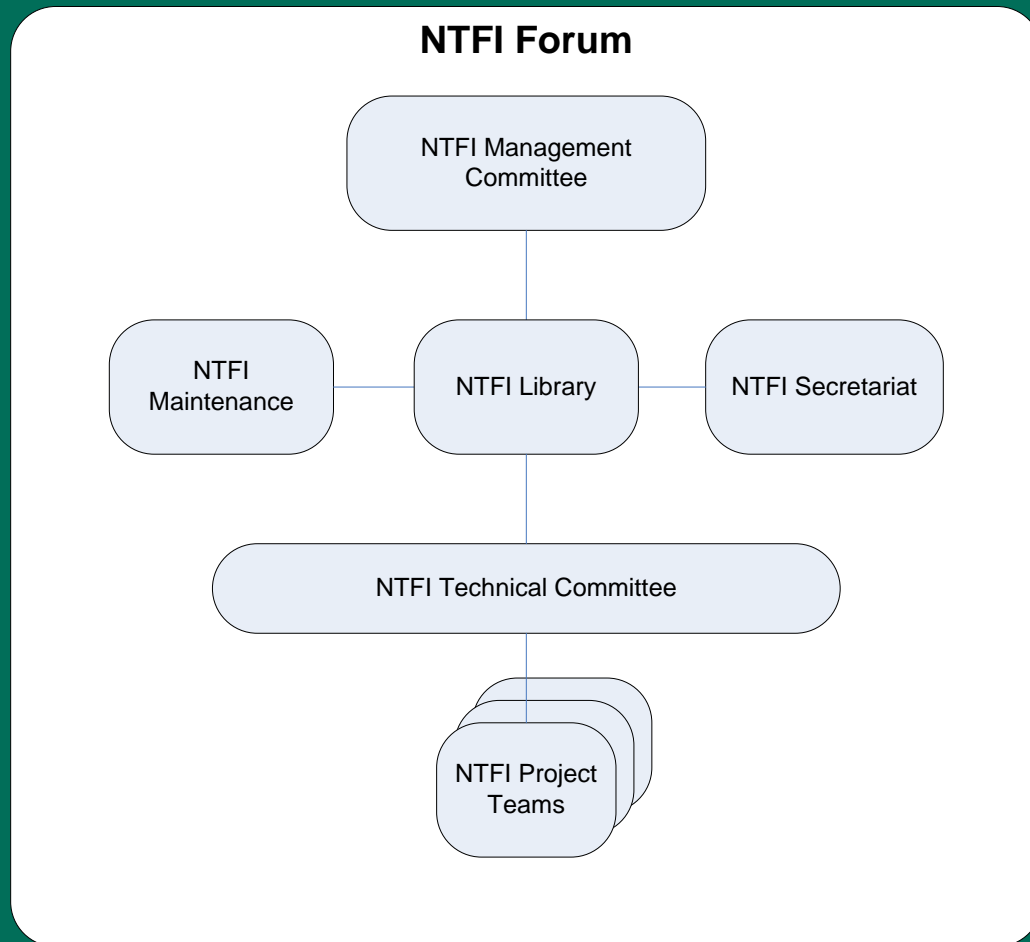 NTFI Forum
NTFI Management
Committee
NTFI
Maintenance
NTFI Library
NTFI Secretariat
NTFI Technical Committee
NTFI Project
Teams